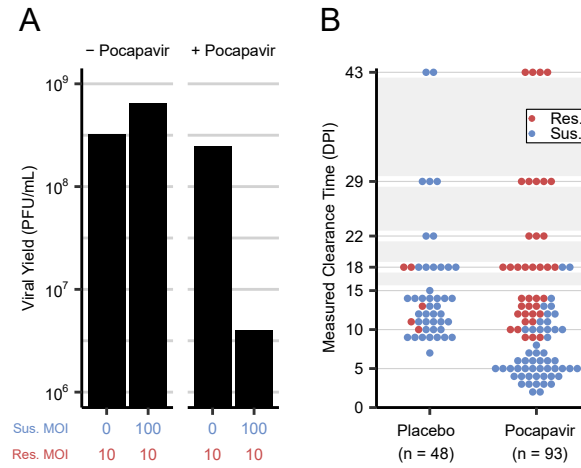 A
− Pocapavir
+ Pocapavir
Viral Yield (PFU/mL)
10⁹
10⁸
10⁷
10⁶
Sus. MOI 0 100 0 100
Res. MOI 10 10 10 10
B
Measured Clearance Time (DPI)
43
29
22
18
15
10
5
0
Res.
Sus.
Placebo
(n = 48)
Pocapavir
(n = 93)